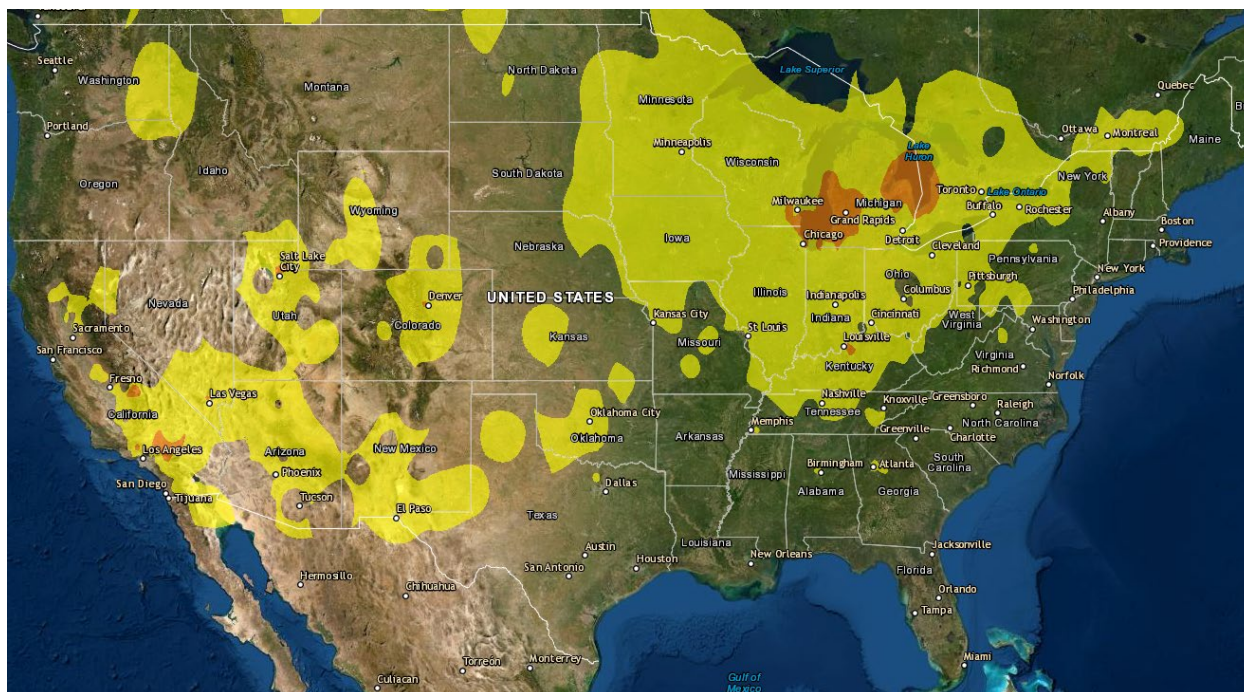 Seattle
Washington
Montana
North Dakota
Lake Superior
Quebec
Portland
Minnesota
Ottawa
Montreal
Maine
Minneapolis
Wisconsin
Lake
Huron
Oregon
Idaho
South Dakota
New York
Wyoming
Milwaukee
Michigan
Toronto
Lake Ontario
Grand Rapids
Buffalo
Rochester
Albany
Boston
Iowa
Chicago
Detroit
Cleveland
Providence
Nebraska
Salt Lake
City
Pennsylvania
New York
Nevada
Denver
UNITED STATES
Illinois
Indianapolis
Ohio
Columbus
Pittsburgh
Philadelphia
Utah
Colorado
Kansas
Kansas City
Missouri
St Louis
Indiana
Cincinnati
West
Virginia
Washington
Sacramento
San Francisco
Louisville
Kentucky
Virginia
Richmond
Norfolk
Fresno
California
Las Vegas
Nashville
Tennessee
Knoxville
Greensboro
Raleigh
North Carolina
Charlotte
Oklahoma City
Oklahoma
Arkansas
Memphis
Greenville
Los Angeles
Arizona
New Mexico
South
Carolina
Phoenix
Birmingham
Atlanta
San Diego
Tijuana
Tucson
El Paso
Dallas
Mississippi
Alabama
Georgia
Texas
Louisiana
Jacksonville
Austin
San Antonio
Houston
New Orleans
Florida
Hermosillo
Chihuahua
Orlando
Tampa
Torreón
Monterrey
Miami
Culiacan
Gulf of
Mexico